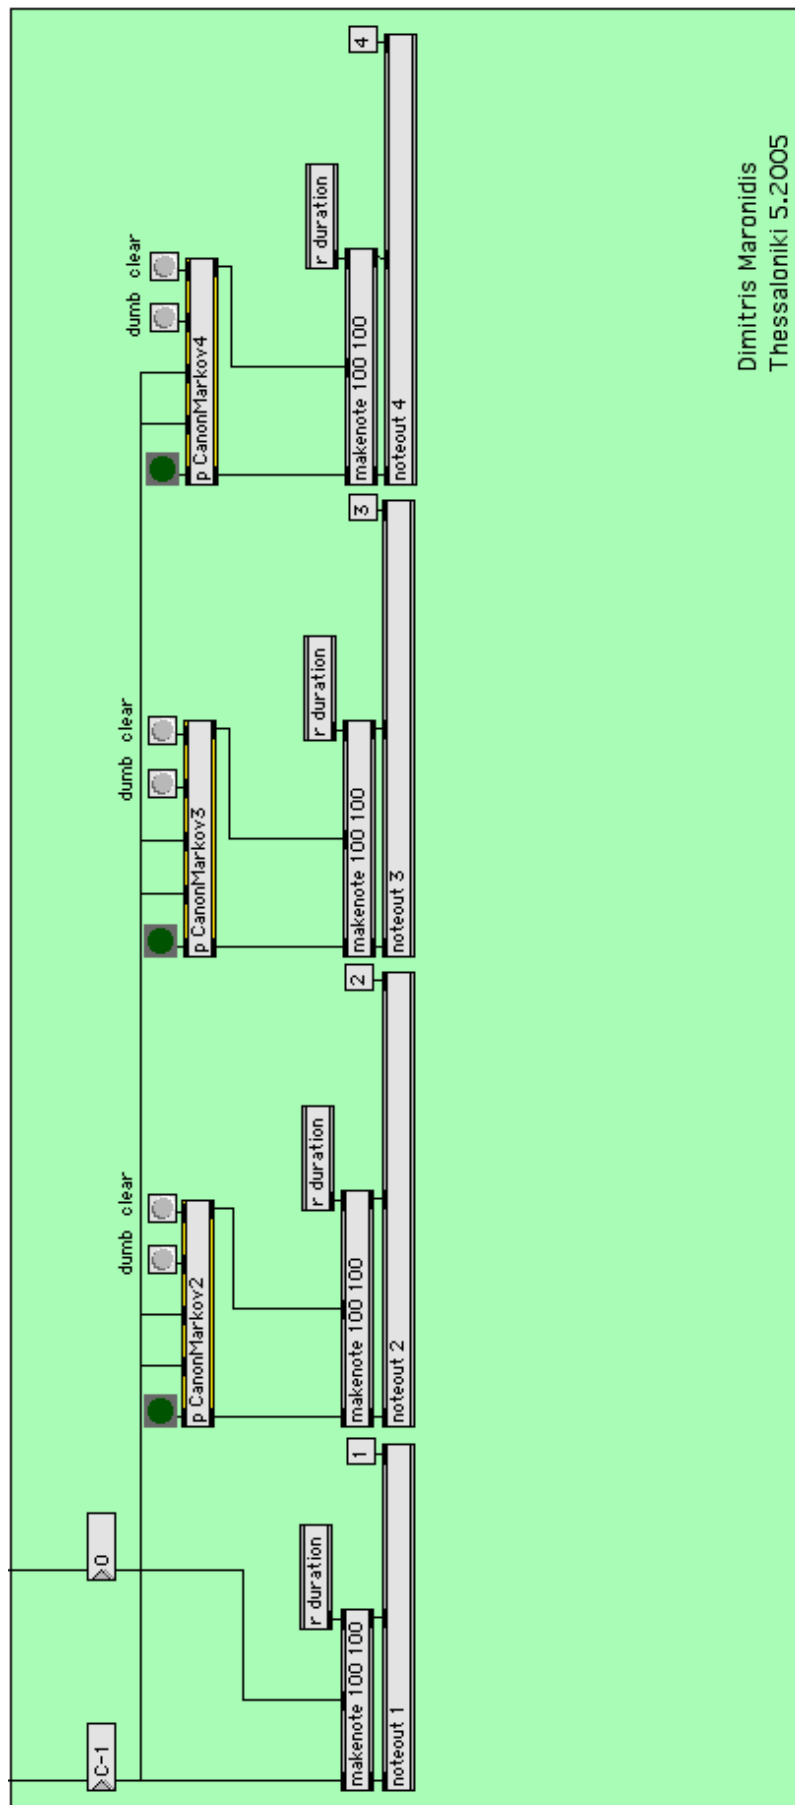 C-1
0
dumb clear
dumb clear
dumb clear
p CanonMarkov2
p CanonMarkov3
p CanonMarkov4
r duration
r duration
r duration
r duration
makenote 100 100
makenote 100 100
makenote 100 100
makenote 100 100
1
2
3
4
noteout 1
noteout 2
noteout 3
noteout 4
Dimitris Maronidis
Thessaloniki 5.2005